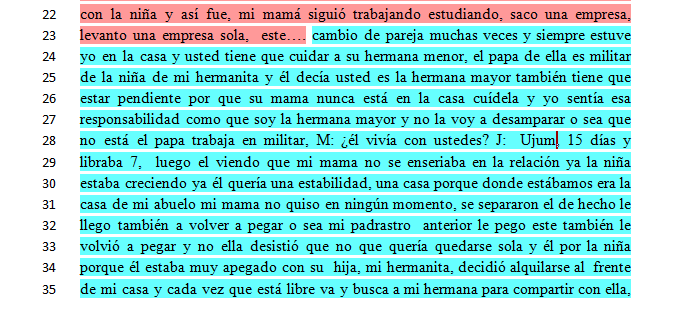 22 con la niña y así fue, mi mamá siguió trabajando estudiando, saco una empresa,
23 levanto una empresa sola, este…. cambio de pareja muchas veces y siempre estuve
24 yo en la casa y usted tiene que cuidar a su hermana menor, el papa de ella es militar
25 de la niña de mi hermanita y él decía usted es la hermana mayor también tiene que
26 estar pendiente por que su mama nunca está en la casa cuídela y yo sentía esa
27 responsabilidad como que soy la hermana mayor y no la voy a desamparar o sea que
28 no está el papa trabaja en militar, M: ¿él vivía con ustedes? J: Ujum, 15 días y
29 libraba 7, luego el viendo que mi mama no se enseriaba en la relación ya la niña
30 estaba creciendo ya él quería una estabilidad, una casa porque donde estábamos era la
31 casa de mi abuelo mi mama no quiso en ningún momento, se separaron el de hecho le
32 llego también a volver a pegar o sea mi padrastro anterior le pego este también le
33 volvió a pegar y no ella desistió que no que quería quedarse sola y él por la niña
34 porque él estaba muy apegado con su hija, mi hermanita, decidió alquilarse al frente
35 de mi casa y cada vez que está libre va y busca a mi hermana para compartir con ella,